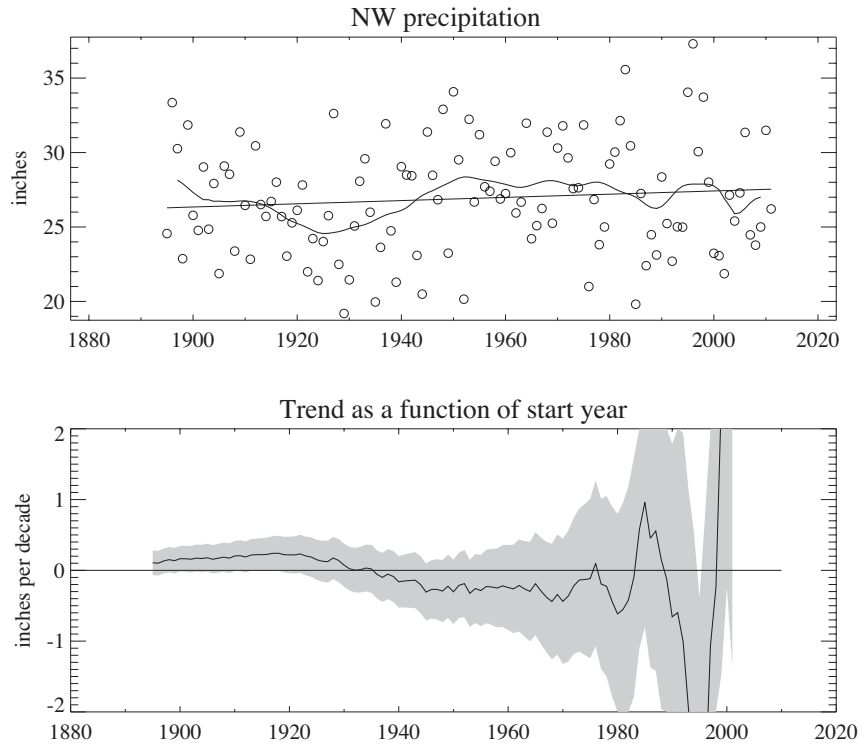 NW precipitation
35
30
25
20
inches
1880 1900 1920 1940 1960 1980 2000 2020
Trend as a function of start year
2
1
0
-1
-2
inches per decade
1880 1900 1920 1940 1960 1980 2000 2020